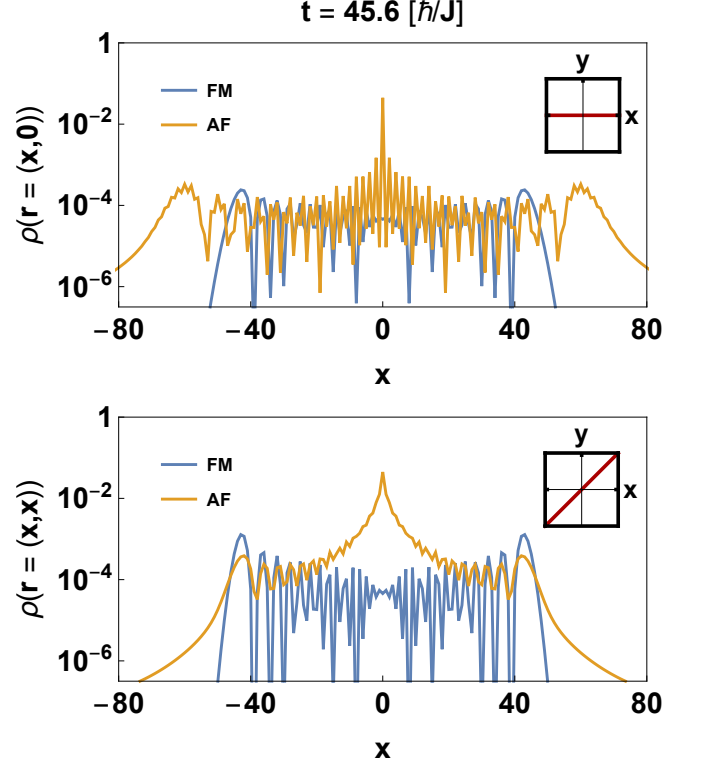 t = 45.6 [ℏ/J]
ρ(r = (x,0))
1
10⁻²
10⁻⁴
10⁻⁶
FM
AF
y
x
−80 −40 0 40 80
x
ρ(r = (x,x))
1
10⁻²
10⁻⁴
10⁻⁶
FM
AF
y
x
−80 −40 0 40 80
x